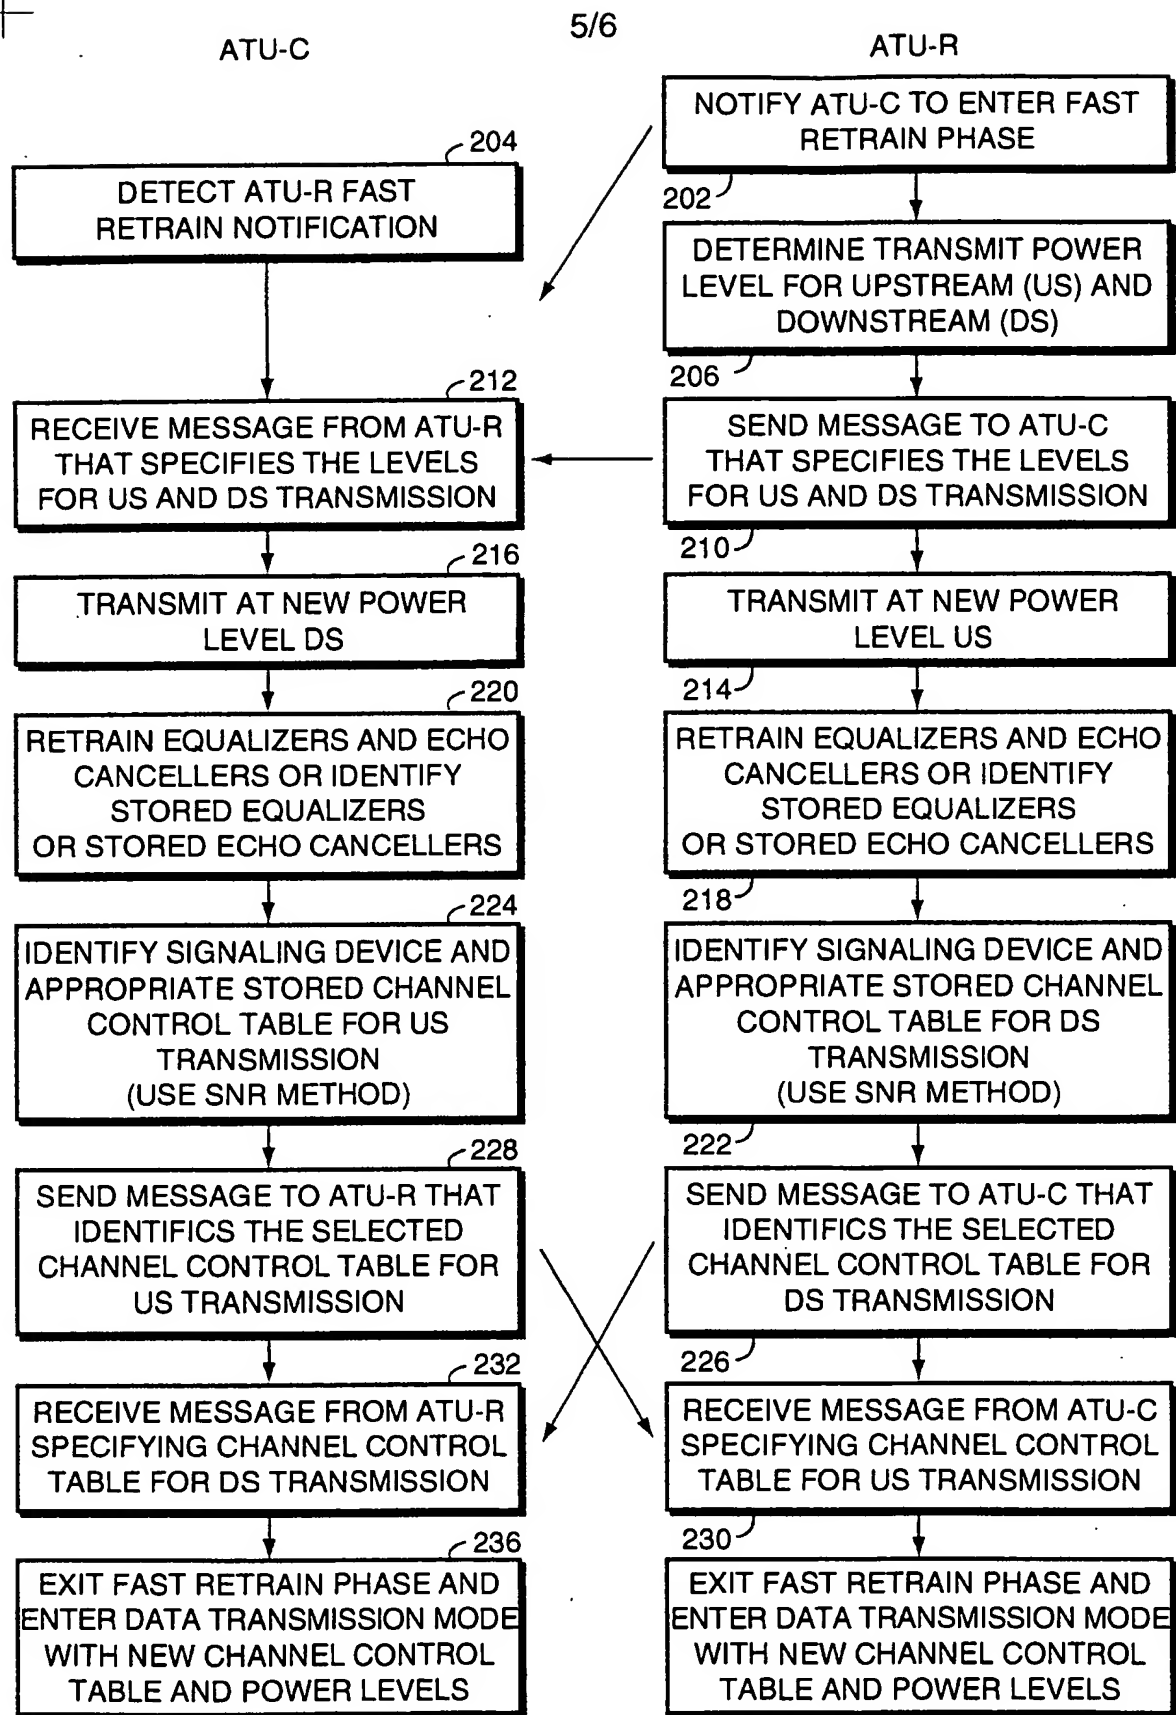 5/6
ATU-C
204
DETECT ATU-R FAST
RETRAIN NOTIFICATION
212
RECEIVE MESSAGE FROM ATU-R
THAT SPECIFIES THE LEVELS
FOR US AND DS TRANSMISSION
216
TRANSMIT AT NEW POWER
LEVEL DS
220
RETRAIN EQUALIZERS AND ECHO
CANCELLERS OR IDENTIFY
STORED EQUALIZERS
OR STORED ECHO CANCELLERS
224
IDENTIFY SIGNALING DEVICE AND
APPROPRIATE STORED CHANNEL
CONTROL TABLE FOR US
TRANSMISSION
(USE SNR METHOD)
228
SEND MESSAGE TO ATU-R THAT
IDENTIFICS THE SELECTED
CHANNEL CONTROL TABLE FOR
US TRANSMISSION
232
RECEIVE MESSAGE FROM ATU-R
SPECIFYING CHANNEL CONTROL
TABLE FOR DS TRANSMISSION
236
EXIT FAST RETRAIN PHASE AND
ENTER DATA TRANSMISSION MODE
WITH NEW CHANNEL CONTROL
TABLE AND POWER LEVELS
ATU-R
NOTIFY ATU-C TO ENTER FAST
RETRAIN PHASE
202
DETERMINE TRANSMIT POWER
LEVEL FOR UPSTREAM (US) AND
DOWNSTREAM (DS)
206
SEND MESSAGE TO ATU-C
THAT SPECIFIES THE LEVELS
FOR US AND DS TRANSMISSION
210
TRANSMIT AT NEW POWER
LEVEL US
214
RETRAIN EQUALIZERS AND ECHO
CANCELLERS OR IDENTIFY
STORED EQUALIZERS
OR STORED ECHO CANCELLERS
218
IDENTIFY SIGNALING DEVICE AND
APPROPRIATE STORED CHANNEL
CONTROL TABLE FOR DS
TRANSMISSION
(USE SNR METHOD)
222
SEND MESSAGE TO ATU-C THAT
IDENTIFICS THE SELECTED
CHANNEL CONTROL TABLE FOR
DS TRANSMISSION
226
RECEIVE MESSAGE FROM ATU-C
SPECIFYING CHANNEL CONTROL
TABLE FOR US TRANSMISSION
230
EXIT FAST RETRAIN PHASE AND
ENTER DATA TRANSMISSION MODE
WITH NEW CHANNEL CONTROL
TABLE AND POWER LEVELS